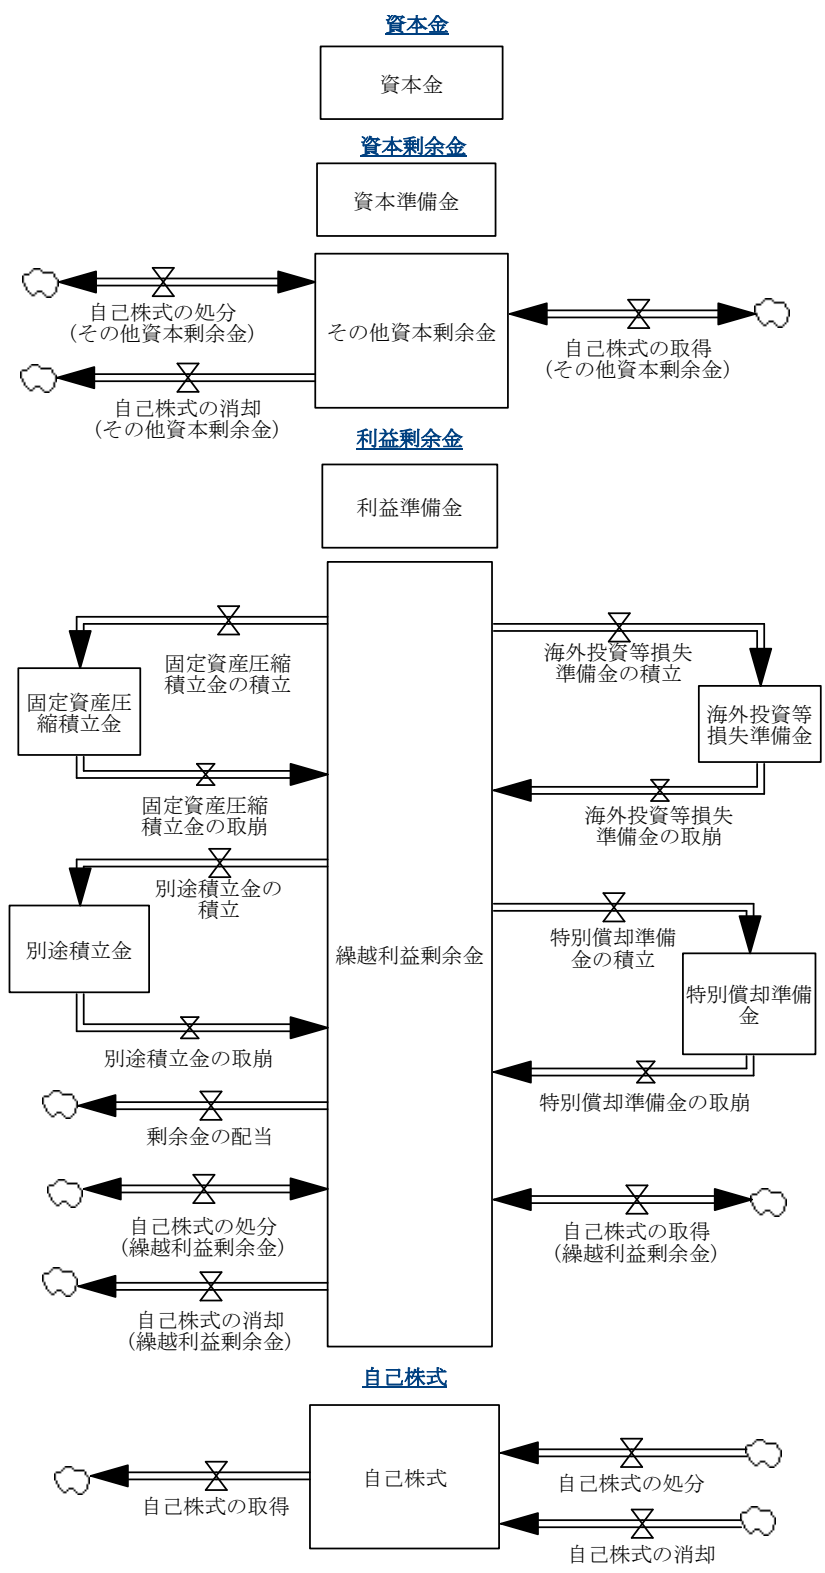 資本金
資本金
資本剰余金
資本準備金
自己株式の処分
(その他資本剰余金)
その他資本剰余金
自己株式の取得
(その他資本剰余金)
自己株式の消却
(その他資本剰余金)
利益剰余金
利益準備金
固定資産圧縮
積立金の積立
海外投資等損失
準備金の積立
固定資産圧
縮積立金
海外投資等
損失準備金
固定資産圧縮
積立金の取崩
海外投資等損失
準備金の取崩
別途積立金の
積立
別途積立金
繰越利益剰余金
特別償却準備
金の積立
特別償却準備
金
別途積立金の取崩
特別償却準備金の取崩
剰余金の配当
自己株式の処分
(繰越利益剰余金)
自己株式の取得
(繰越利益剰余金)
自己株式の消却
(繰越利益剰余金)
自己株式
自己株式
自己株式の取得
自己株式の処分
自己株式の消却